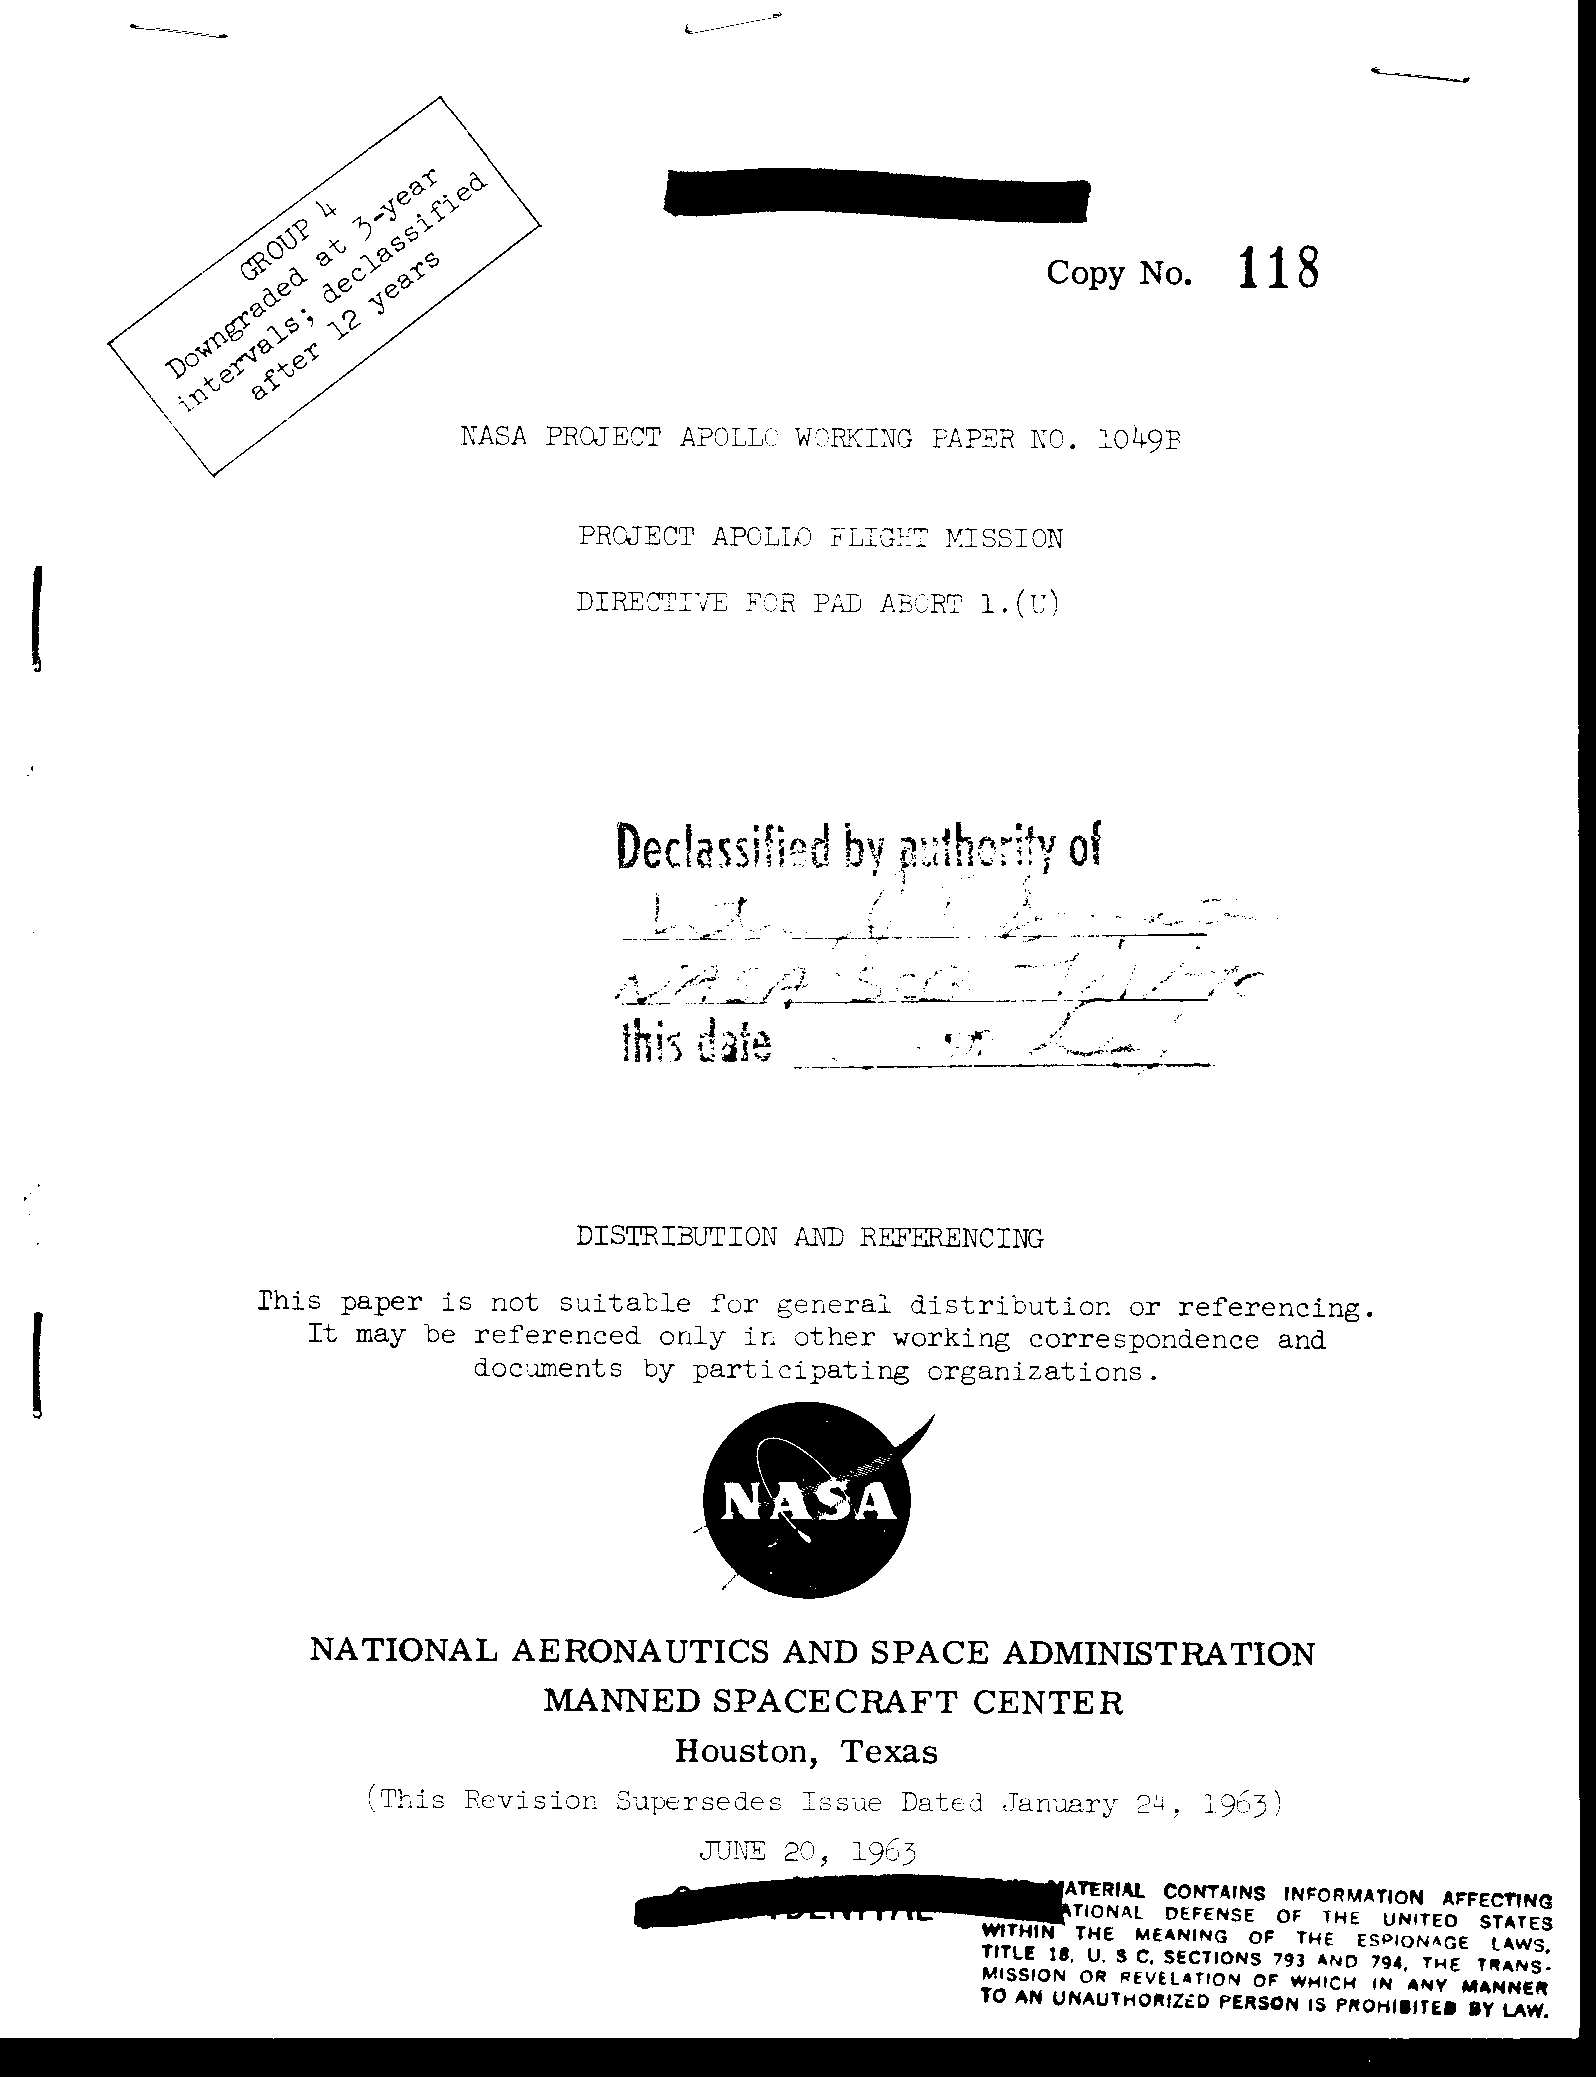 GROUP 4
Downgraded at 3-year
intervals; declassified
after 12 years
Copy No. 118
NASA PROJECT APOLLO WORKING PAPER NO. 1049B
PROJECT APOLLO FLIGHT MISSION
DIRECTIVE FOR PAD ABORT 1.(U)
Declassified by authority of
NASA
this date
DISTRIBUTION AND REFERENCING
This paper is not suitable for general distribution or referencing.
It may be referenced only in other working correspondence and
documents by participating organizations.
NASA
NATIONAL AERONAUTICS AND SPACE ADMINISTRATION
MANNED SPACECRAFT CENTER
Houston, Texas
(This Revision Supersedes Issue Dated January 24, 1963)
JUNE 20, 1963
MATERIAL CONTAINS INFORMATION AFFECTING
NATIONAL DEFENSE OF THE UNITED STATES
WITHIN THE MEANING OF THE ESPIONAGE LAWS,
TITLE 18, U. S C, SECTIONS 793 AND 794, THE TRANS-
MISSION OR REVELATION OF WHICH IN ANY MANNER
TO AN UNAUTHORIZED PERSON IS PROHIBITED BY LAW.